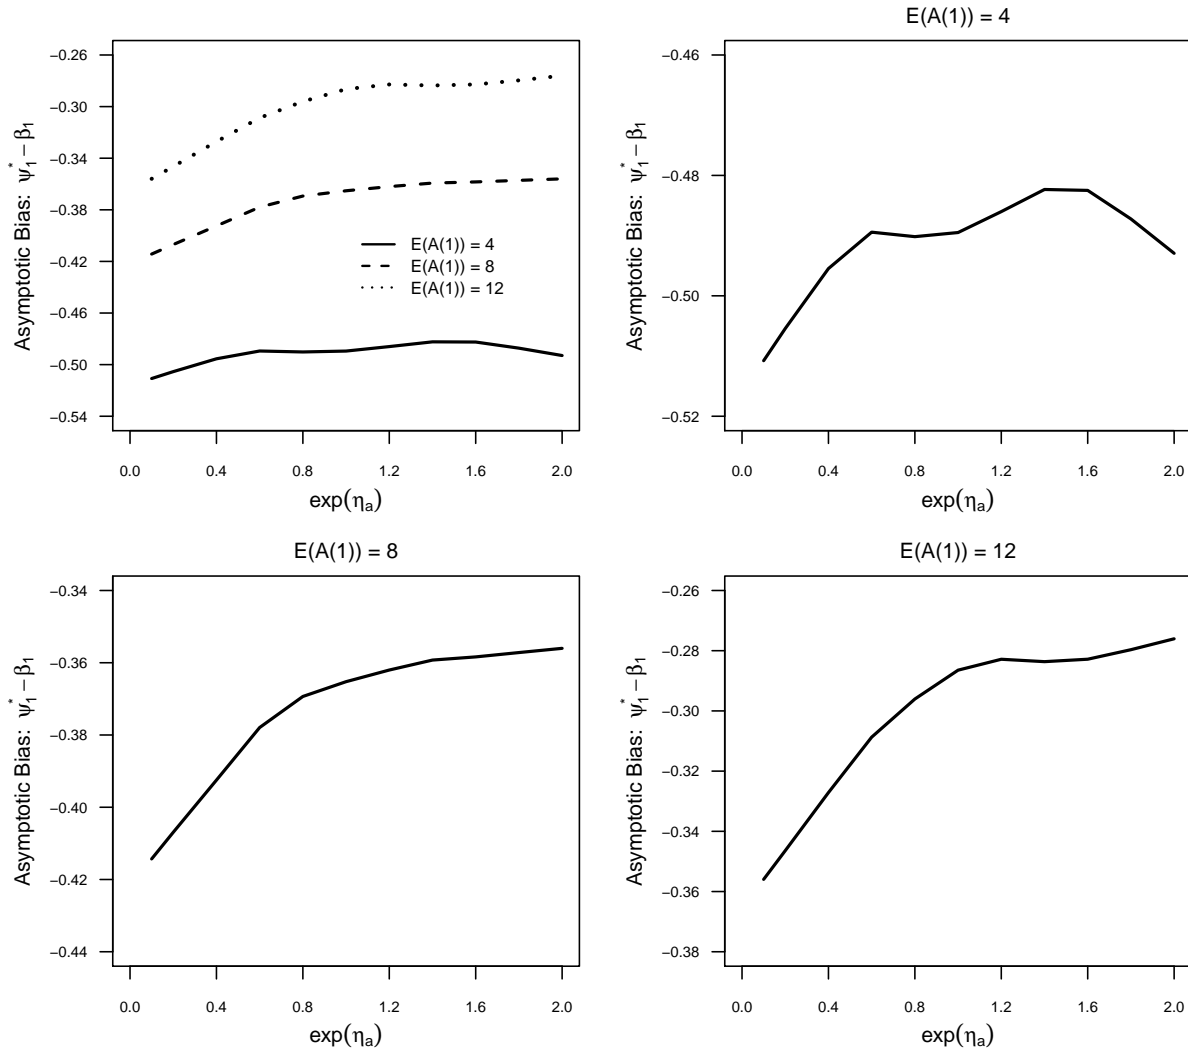 −0.26
−0.30
−0.34
−0.38
−0.42
−0.46
−0.50
−0.54
Asymptotic Bias: ψ₁* − β₁
E(A(1)) = 4
E(A(1)) = 8
E(A(1)) = 12
0.0 0.4 0.8 1.2 1.6 2.0
exp(ηₐ)
E(A(1)) = 4
−0.46
−0.48
−0.50
−0.52
Asymptotic Bias: ψ₁* − β₁
0.0 0.4 0.8 1.2 1.6 2.0
exp(ηₐ)
E(A(1)) = 8
−0.34
−0.36
−0.38
−0.40
−0.42
−0.44
Asymptotic Bias: ψ₁* − β₁
0.0 0.4 0.8 1.2 1.6 2.0
exp(ηₐ)
E(A(1)) = 12
−0.26
−0.28
−0.30
−0.32
−0.34
−0.36
−0.38
Asymptotic Bias: ψ₁* − β₁
0.0 0.4 0.8 1.2 1.6 2.0
exp(ηₐ)